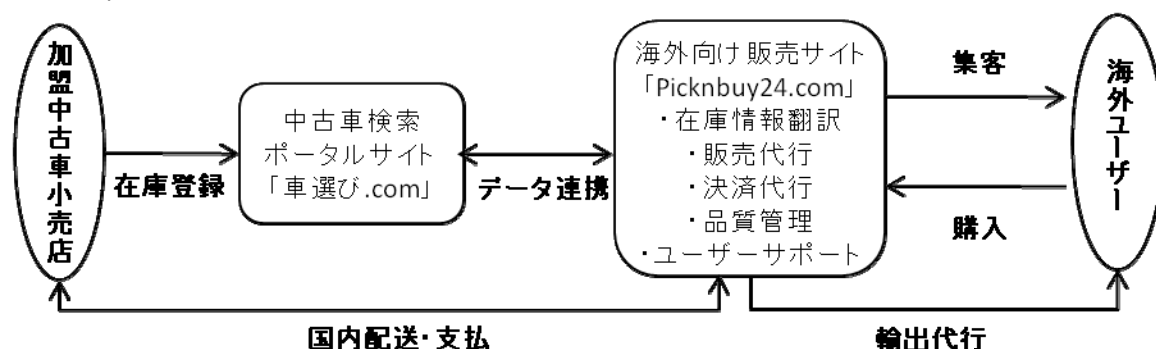 加盟中古車小売店
在庫登録
中古車検索
ポータルサイト
「車選び.com」
データ連携
海外向け販売サイト
「Picknbuy24.com」
・在庫情報翻訳
・販売代行
・決済代行
・品質管理
・ユーザーサポート
集客
購入
海外ユーザー
国内配送・支払
輸出代行